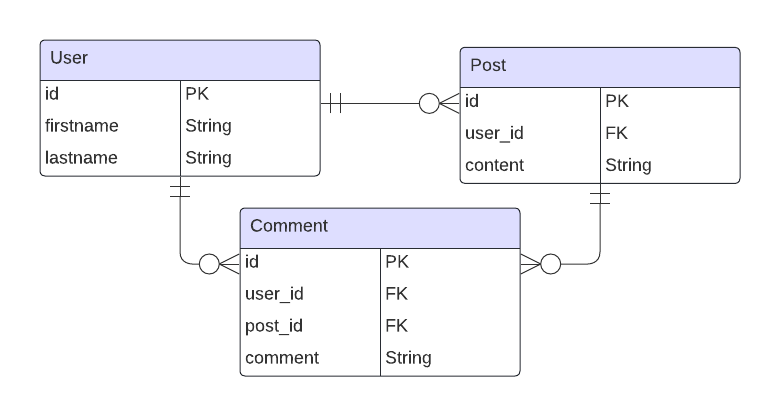 User
id PK
firstname String
lastname String
Post
id PK
user_id FK
content String
Comment
id PK
user_id FK
post_id FK
comment String